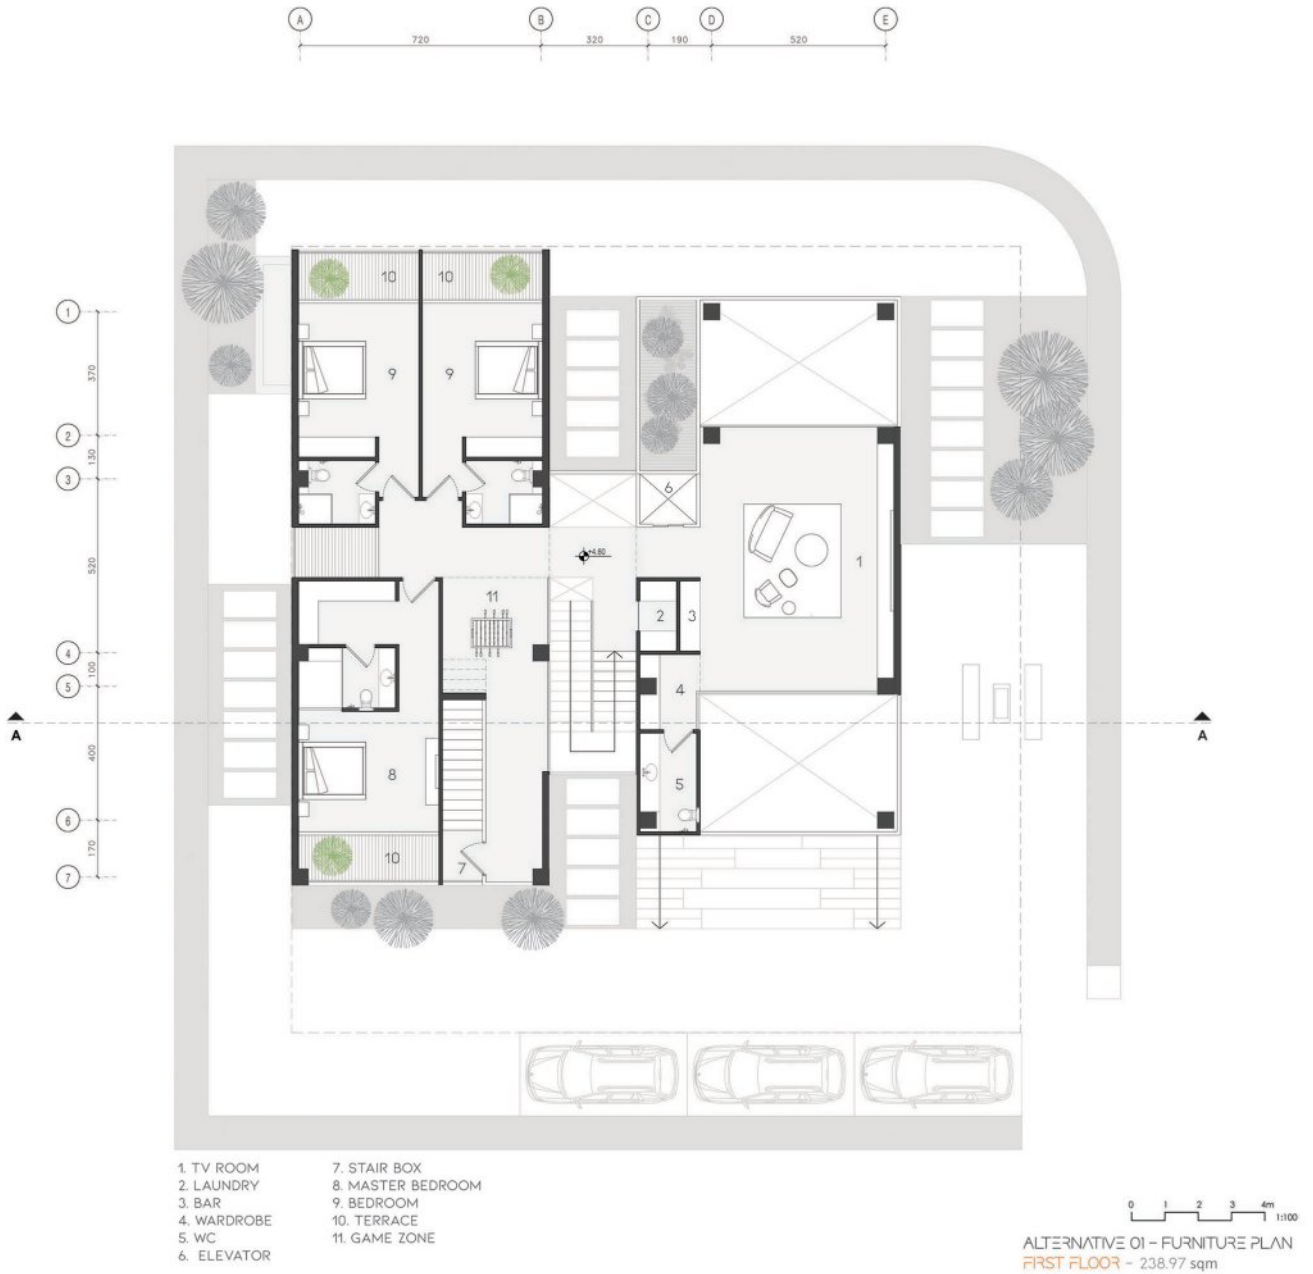 A B C D E
720 320 190 520
1
370
2
130
3
520
4
100
5
400
6
170
7
10 10
9 9
6
+4.80
1
11
2 3
4
A A
8
5
10
7
1. TV ROOM
2. LAUNDRY
3. BAR
4. WARDROBE
5. WC
6. ELEVATOR
7. STAIR BOX
8. MASTER BEDROOM
9. BEDROOM
10. TERRACE
11. GAME ZONE
0 1 2 3 4m
1:100
ALTERNATIVE 01 - FURNITURE PLAN
FIRST FLOOR - 238.97 sqm